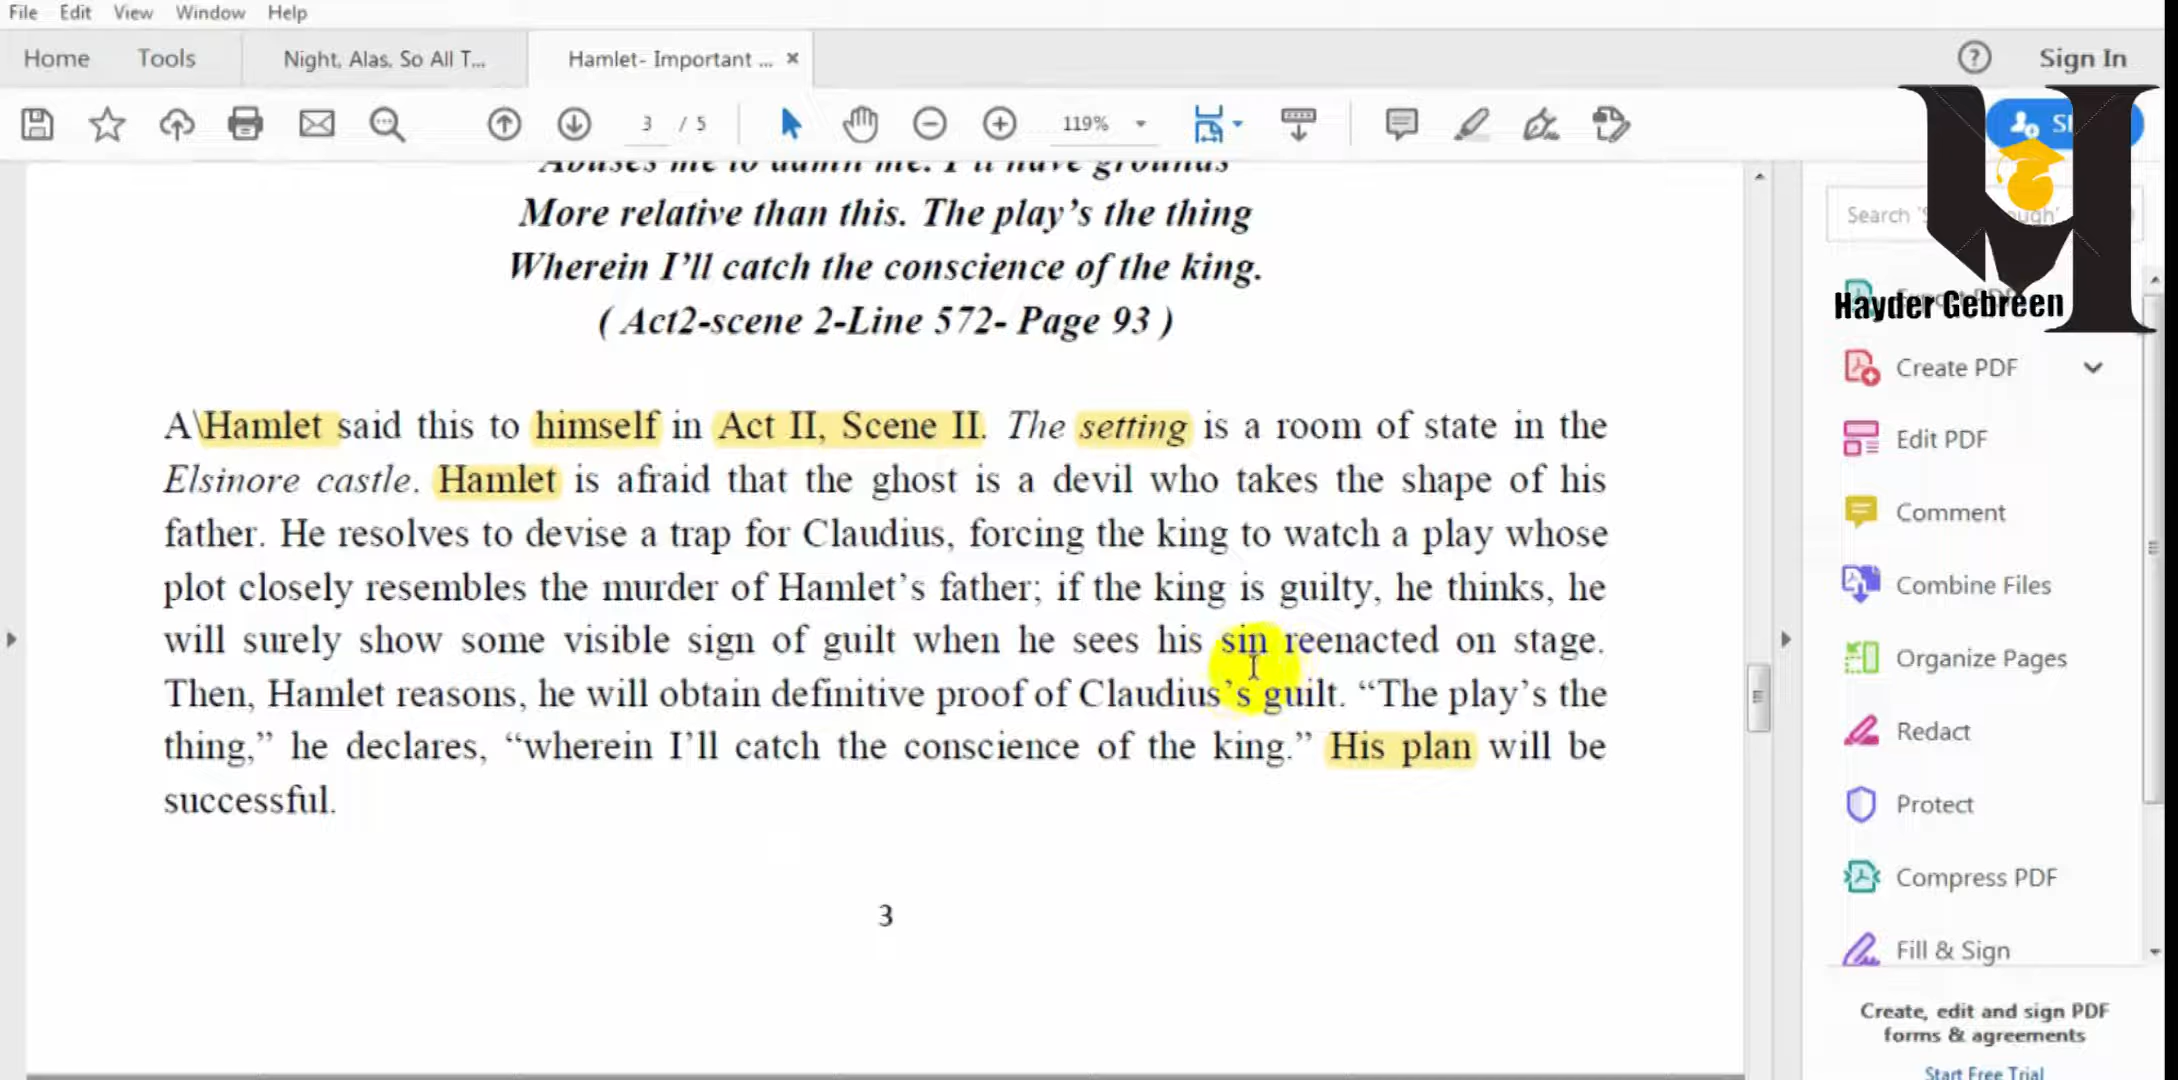 File Edit View Window Help
Home Tools Night, Alas, So All T... Hamlet- Important ... ×
? Sign In
3 / 5 119%
Abuses me to damn me. I'll have grounds
More relative than this. The play's the thing
Wherein I'll catch the conscience of the king.
( Act2-scene 2-Line 572- Page 93 )
A\Hamlet said this to himself in Act II, Scene II. The setting is a room of state in the
Elsinore castle. Hamlet is afraid that the ghost is a devil who takes the shape of his
father. He resolves to devise a trap for Claudius, forcing the king to watch a play whose
plot closely resembles the murder of Hamlet's father; if the king is guilty, he thinks, he
will surely show some visible sign of guilt when he sees his sin reenacted on stage.
Then, Hamlet reasons, he will obtain definitive proof of Claudius's guilt. “The play's the
thing,” he declares, “wherein I'll catch the conscience of the king.” His plan will be
successful.
3
Search
Hayder Gebreen
Create PDF
Edit PDF
Comment
Combine Files
Organize Pages
Redact
Protect
Compress PDF
Fill & Sign
Create, edit and sign PDF
forms & agreements
Start Free Trial